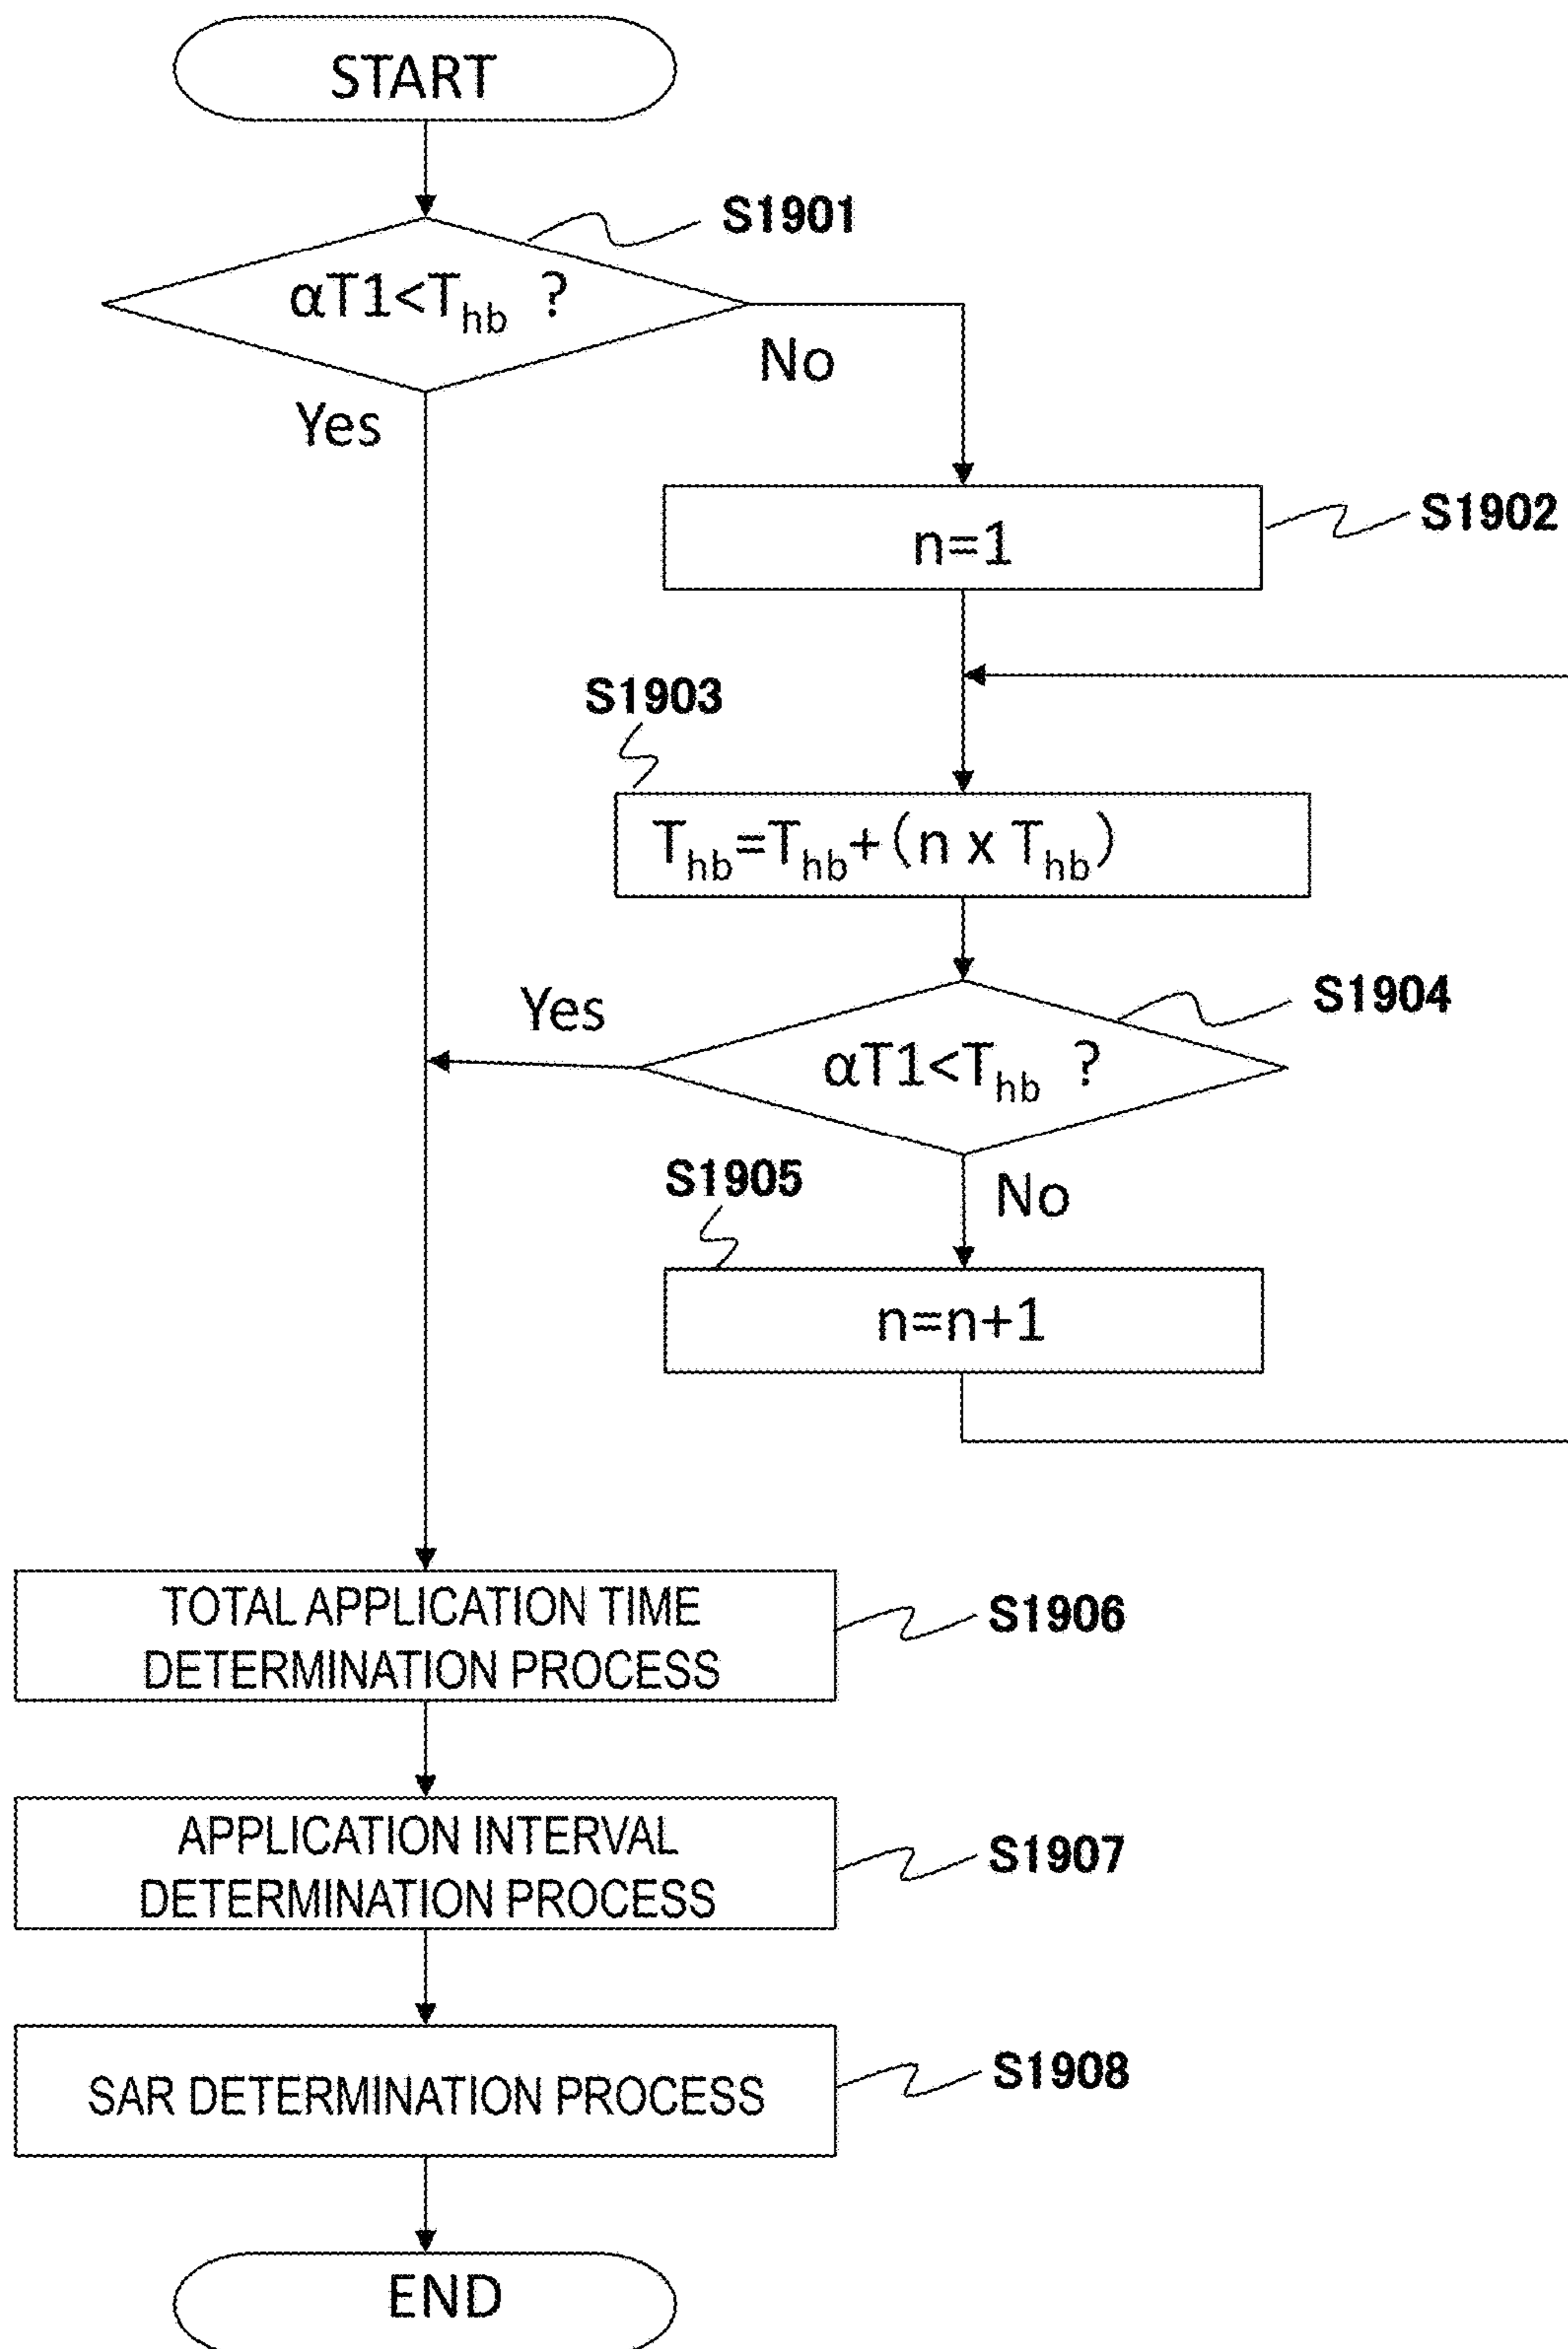 START
S1901
αT1<Thb ?
No
Yes
S1902
n=1
S1903
Thb=Thb+(n x Thb)
S1904
Yes
αT1<Thb ?
S1905
No
n=n+1
TOTAL APPLICATION TIME
DETERMINATION PROCESS
S1906
APPLICATION INTERVAL
DETERMINATION PROCESS
S1907
SAR DETERMINATION PROCESS
S1908
END